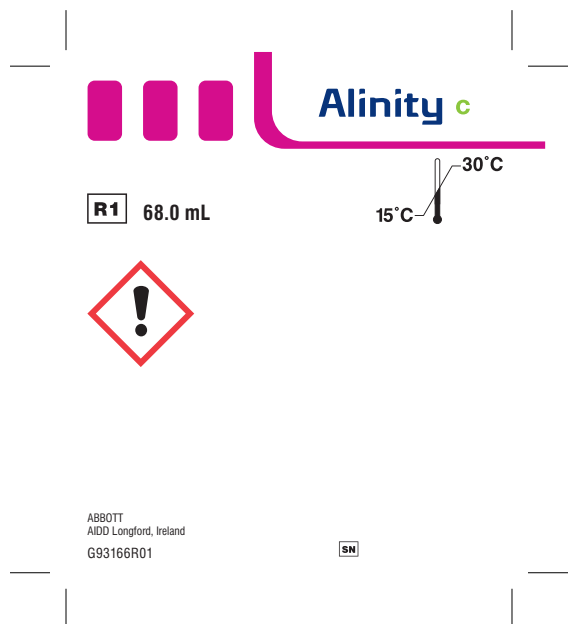 Alinity c
30˚C
15˚C
R1 68.0 mL
ABBOTT
AIDD Longford, Ireland
G93166R01
SN